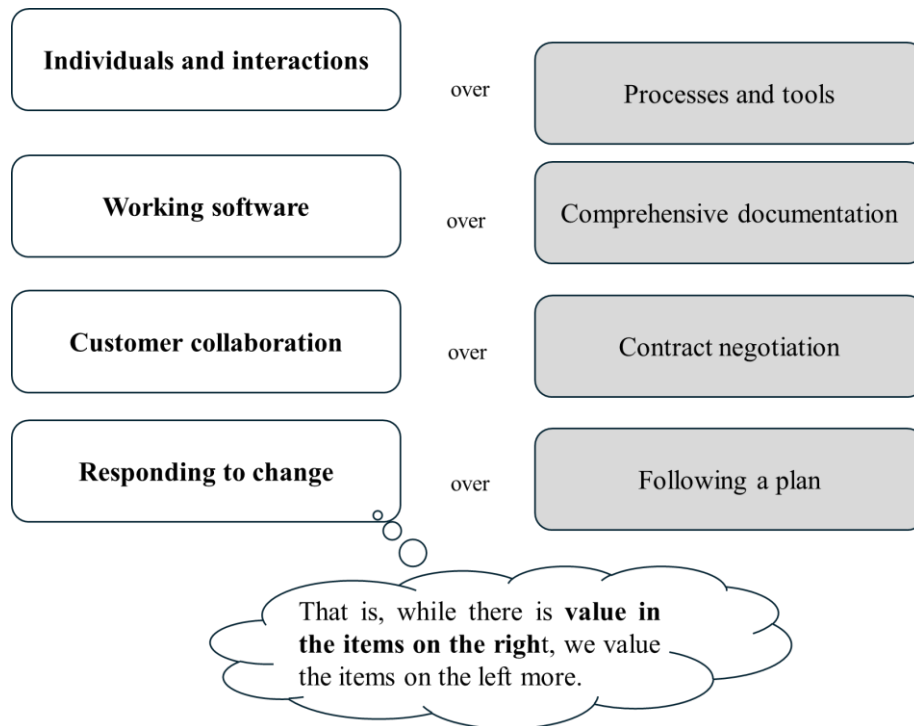 Individuals and interactions
over
Processes and tools
Working software
over
Comprehensive documentation
Customer collaboration
over
Contract negotiation
Responding to change
over
Following a plan
That is, while there is value in
the items on the right, we value
the items on the left more.